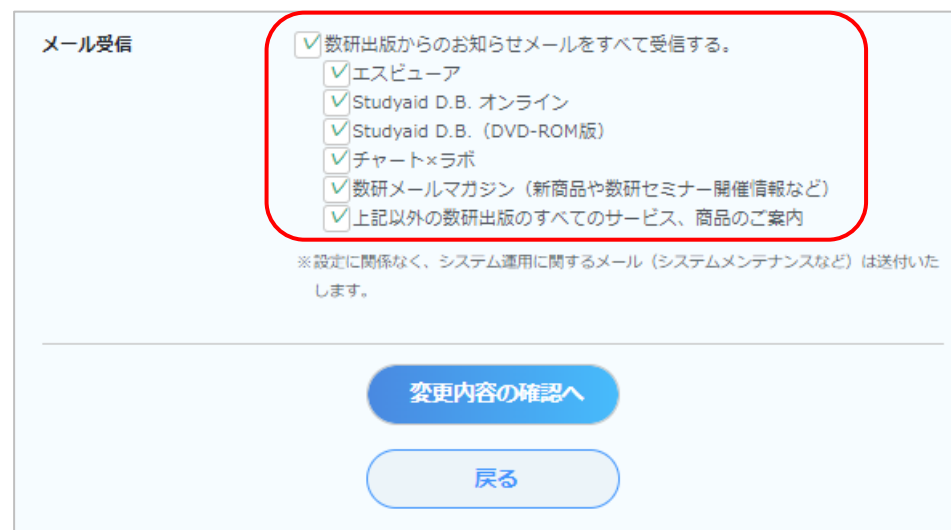 メール受信
数研出版からのお知らせメールをすべて受信する。
エスビューア
Studyaid D.B. オンライン
Studyaid D.B.（DVD-ROM版）
チャート×ラボ
数研メールマガジン（新商品や数研セミナー開催情報など）
上記以外の数研出版のすべてのサービス、商品のご案内
※設定に関係なく、システム運用に関するメール（システムメンテナンスなど）は送付いた
します。
変更内容の確認へ
戻る